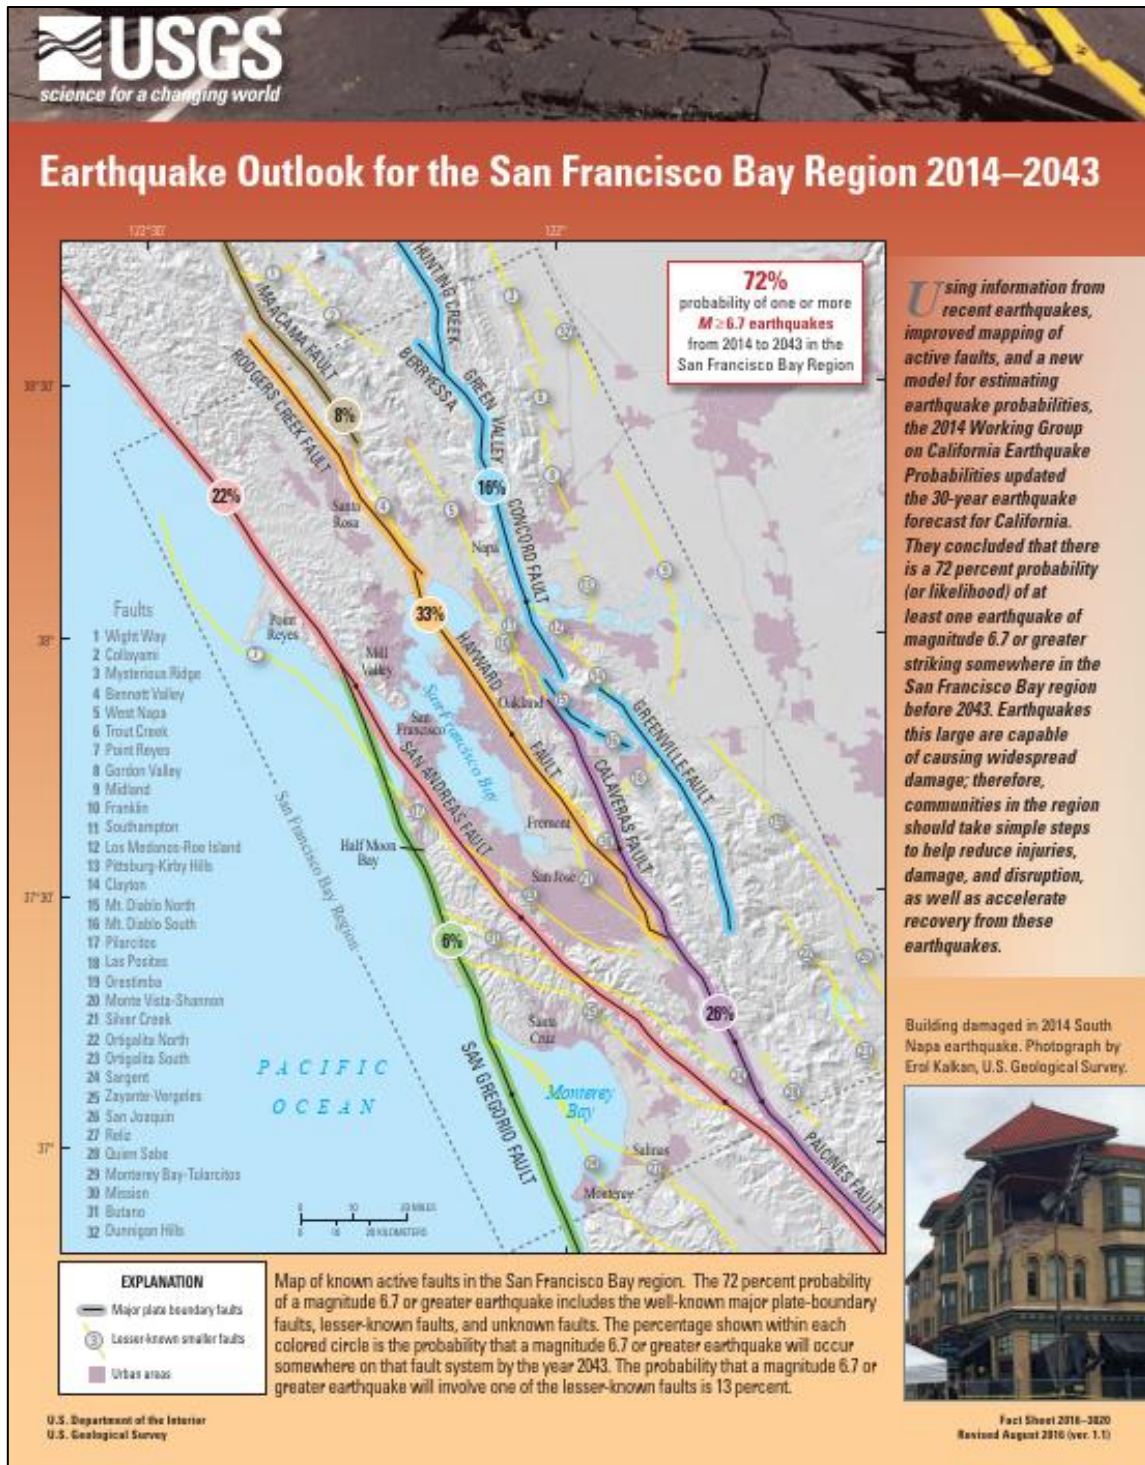 USGS
science for a changing world
Earthquake Outlook for the San Francisco Bay Region 2014–2043
122°30'
122°
72%
probability of one or more
M ≥6.7 earthquakes
from 2014 to 2043 in the
San Francisco Bay Region
HUNTING CREEK
BERRYESSA
GREEN VALLEY
CONCORD FAULT
MAACAMA FAULT
RODGERS CREEK FAULT
38°30'
8%
22%
16%
Santa
Rosa
Napa
33%
HAYWARD
FAULT
38°
Point
Reyes
Mill
Valley
San Francisco Bay
San
Francisco
Oakland
GREENVILLE FAULT
SAN ANDREAS FAULT
CALAVERAS FAULT
Fremont
Half Moon
Bay
San Jose
37°30'
San Francisco Bay Region
6%
26%
Santa
Cruz
SAN GREGORIO FAULT
Monterey
Bay
PACIFIC
OCEAN
37°
Salinas
Monterey
PAICINES FAULT
Faults
1 Wight Way
2 Collayami
3 Mysterious Ridge
4 Bennett Valley
5 West Napa
6 Trout Creek
7 Point Reyes
8 Gordon Valley
9 Midland
10 Franklin
11 Southampton
12 Los Medanos-Roe Island
13 Pittsburg-Kirby Hills
14 Clayton
15 Mt. Diablo North
16 Mt. Diablo South
17 Pilarcitos
18 Las Positas
19 Orestimba
20 Monte Vista-Shannon
21 Silver Creek
22 Ortigalita North
23 Ortigalita South
24 Sargent
25 Zayante-Vergeles
26 San Joaquin
27 Reliz
28 Quien Sabe
29 Monterey Bay-Tularcitos
30 Mission
31 Butano
32 Dunnigan Hills
0 10 20 MILES
0 10 20 KILOMETERS
Using information from
recent earthquakes,
improved mapping of
active faults, and a new
model for estimating
earthquake probabilities,
the 2014 Working Group
on California Earthquake
Probabilities updated
the 30-year earthquake
forecast for California.
They concluded that there
is a 72 percent probability
(or likelihood) of at
least one earthquake of
magnitude 6.7 or greater
striking somewhere in the
San Francisco Bay region
before 2043. Earthquakes
this large are capable
of causing widespread
damage; therefore,
communities in the region
should take simple steps
to help reduce injuries,
damage, and disruption,
as well as accelerate
recovery from these
earthquakes.
Building damaged in 2014 South
Napa earthquake. Photograph by
Erol Kalkan, U.S. Geological Survey.
EXPLANATION
Major plate boundary faults
3 Lesser-known smaller faults
Urban areas
Map of known active faults in the San Francisco Bay region. The 72 percent probability
of a magnitude 6.7 or greater earthquake includes the well-known major plate-boundary
faults, lesser-known faults, and unknown faults. The percentage shown within each
colored circle is the probability that a magnitude 6.7 or greater earthquake will occur
somewhere on that fault system by the year 2043. The probability that a magnitude 6.7 or
greater earthquake will involve one of the lesser-known faults is 13 percent.
U.S. Department of the Interior
U.S. Geological Survey
Fact Sheet 2016–3020
Revised August 2016 (ver. 1.1)